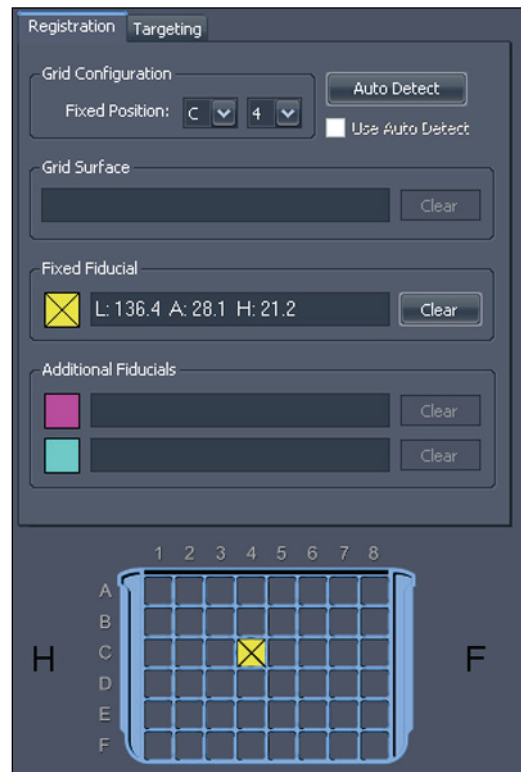 Registration Targeting
Grid Configuration
Fixed Position: C 4
Auto Detect
Use Auto Detect
Grid Surface
Clear
Fixed Fiducial
L: 136.4 A: 28.1 H: 21.2 Clear
Additional Fiducials
Clear
Clear
1 2 3 4 5 6 7 8
A
B
H C F
D
E
F